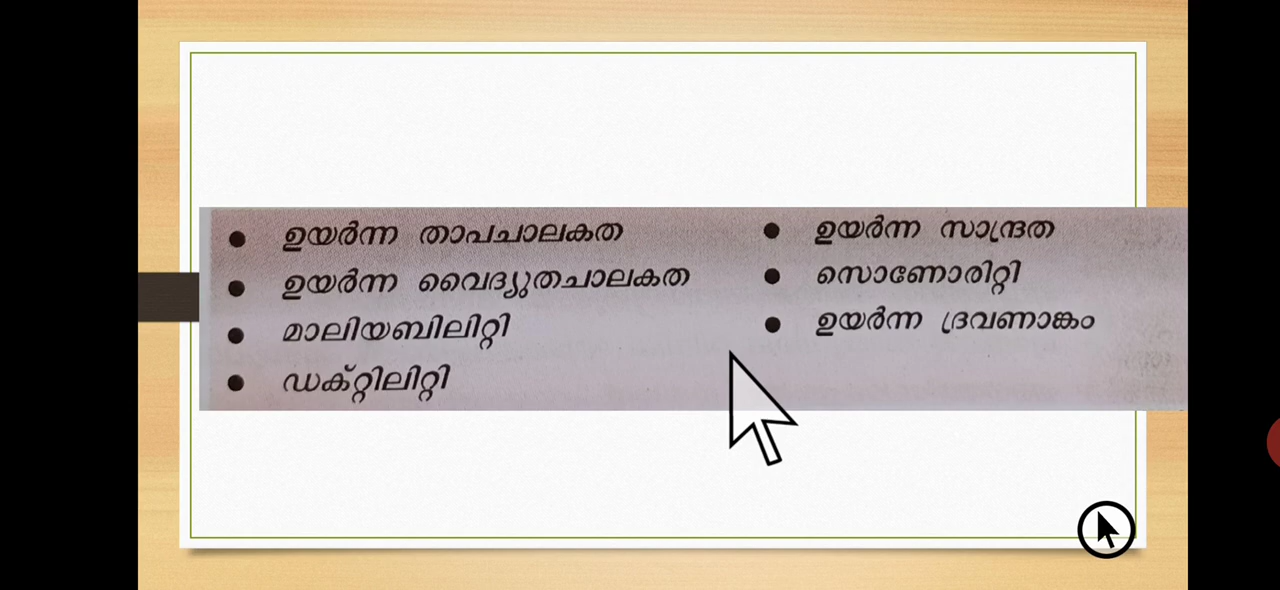 ഉയർന്ന താപചാലകത
ഉയർന്ന വൈദ്യുതചാലകത
മാലിയബിലിറ്റി
ഡക്റ്റിലിറ്റി
ഉയർന്ന സാന്ദ്രത
സൊണോരിറ്റി
ഉയർന്ന ദ്രവണാങ്കം